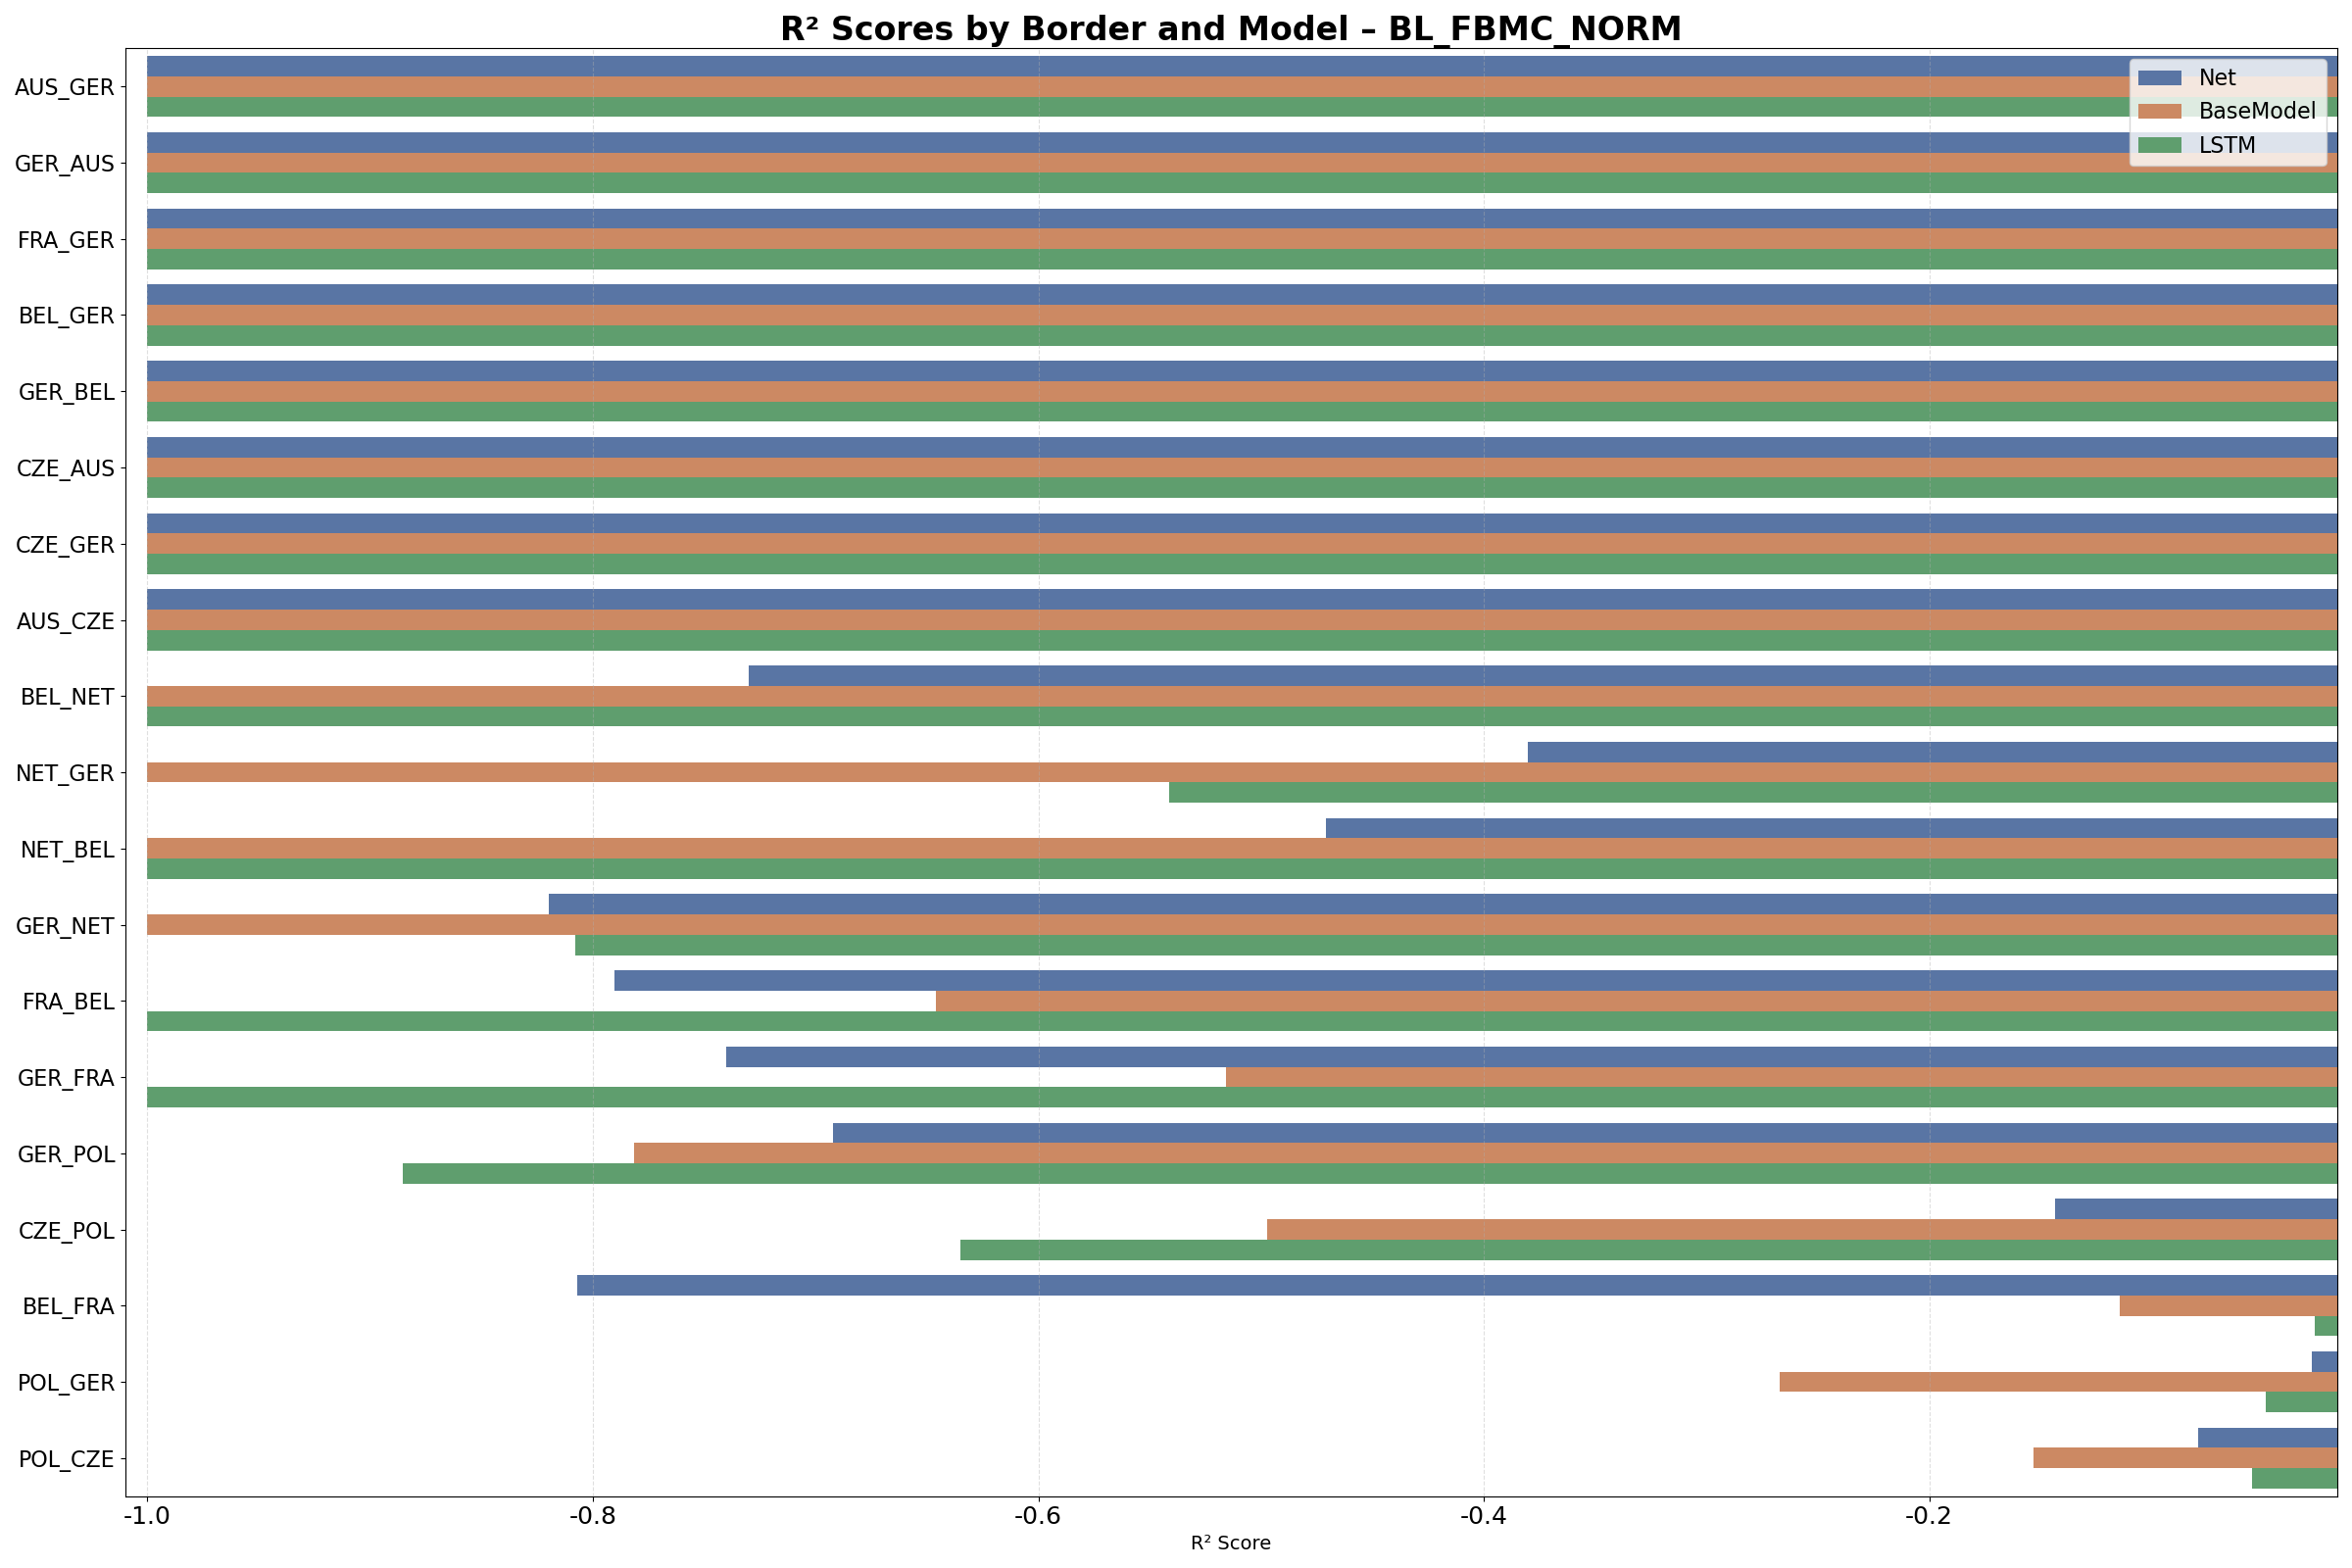 R² Scores by Border and Model – BL_FBMC_NORM
Net
BaseModel
LSTM
AUS_GER
GER_AUS
FRA_GER
BEL_GER
GER_BEL
CZE_AUS
CZE_GER
AUS_CZE
BEL_NET
NET_GER
NET_BEL
GER_NET
FRA_BEL
GER_FRA
GER_POL
CZE_POL
BEL_FRA
POL_GER
POL_CZE
-1.0 -0.8 -0.6 -0.4 -0.2
R² Score